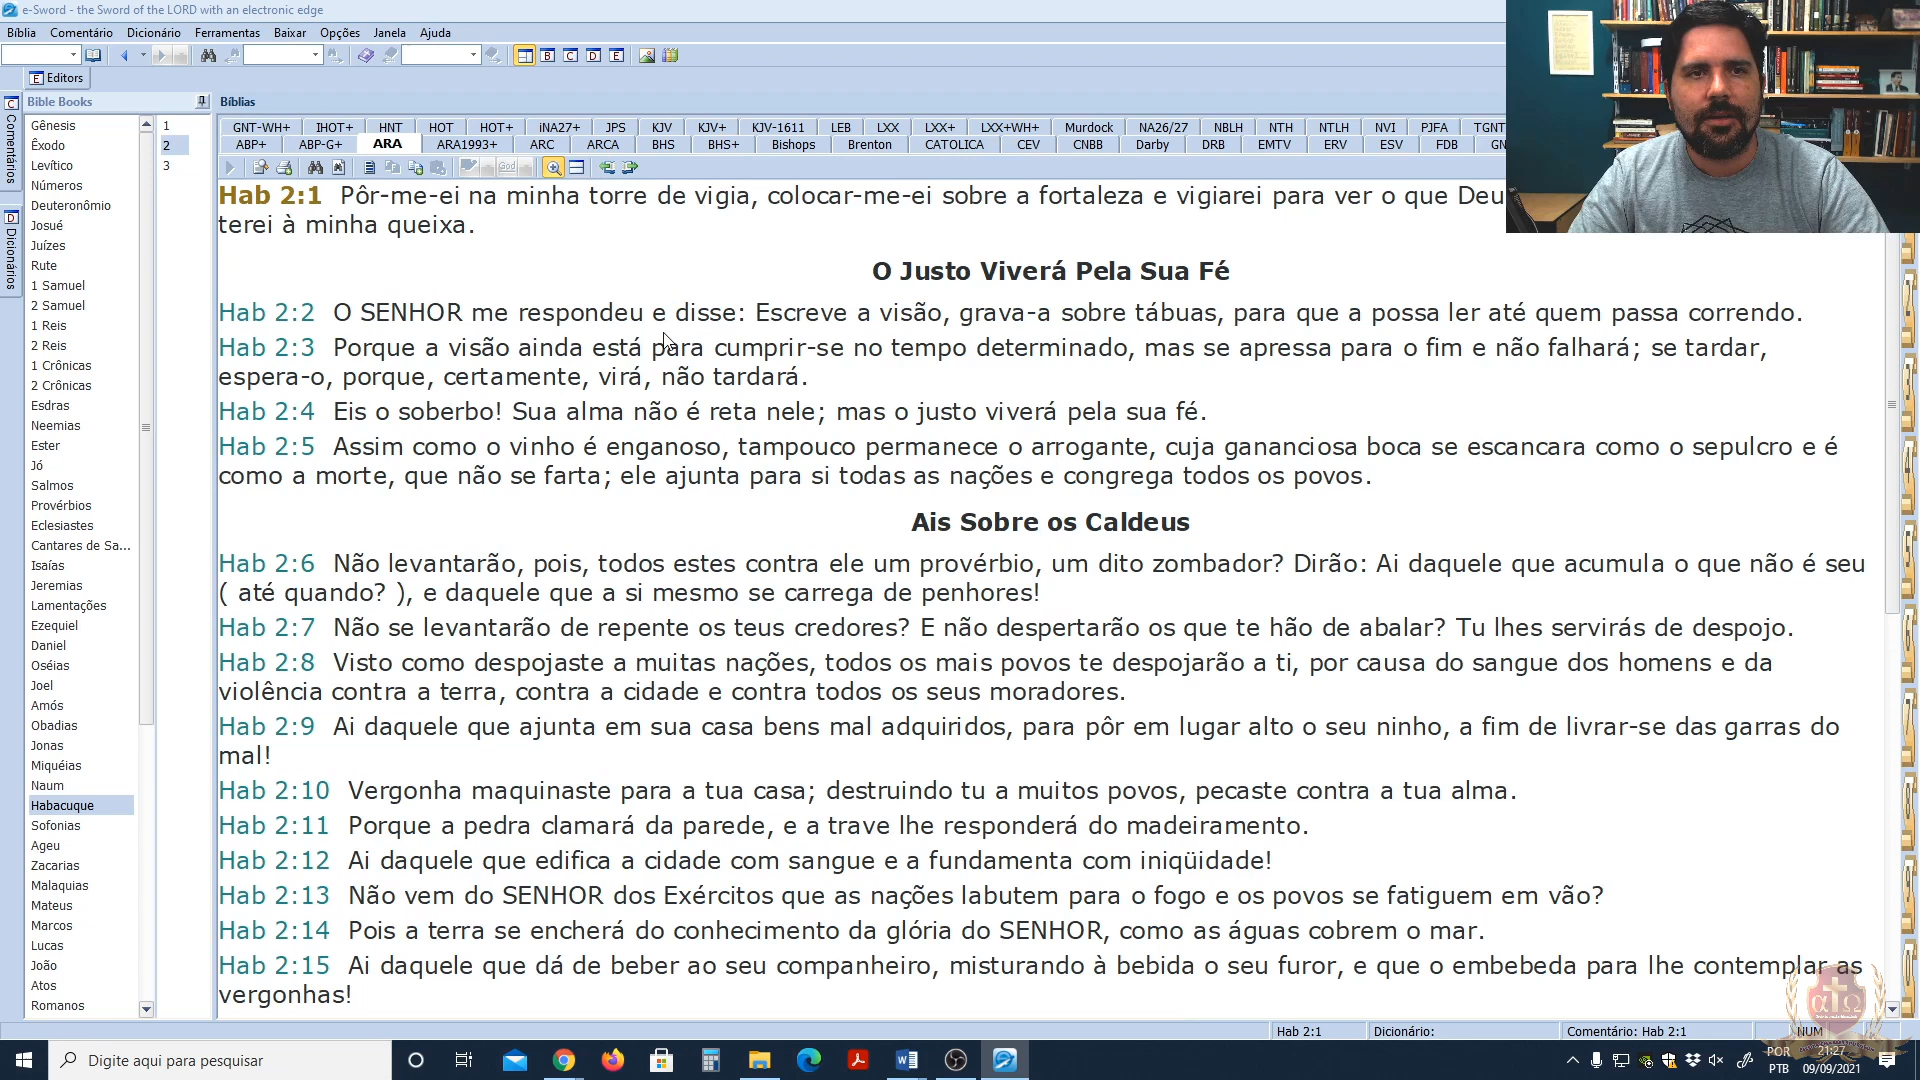 e-Sword - the Sword of the LORD with an electronic edge
Bíblia Comentário Dicionário Ferramentas Baixar Opções Janela Ajuda
B C D E
E Editors
Bible Books
Bíblias
C Comentários
D Dicionários
Gênesis
Êxodo
Levítico
Números
Deuteronômio
Josué
Juízes
Rute
1 Samuel
2 Samuel
1 Reis
2 Reis
1 Crônicas
2 Crônicas
Esdras
Neemias
Ester
Jó
Salmos
Provérbios
Eclesiastes
Cantares de Sa...
Isaías
Jeremias
Lamentações
Ezequiel
Daniel
Oséias
Joel
Amós
Obadias
Jonas
Miquéias
Naum
Habacuque
Sofonias
Ageu
Zacarias
Malaquias
Mateus
Marcos
Lucas
João
Atos
Romanos
1
2
3
GNT-WH+ IHOT+ HNT HOT HOT+ iNA27+ JPS KJV KJV+ KJV-1611 LEB LXX LXX+ LXX+WH+ Murdock NA26/27 NBLH NTH NTLH NVI PJFA TGNT
ABP+ ABP-G+ ARA ARA1993+ ARC ARCA BHS BHS+ Bishops Brenton CATOLICA CEV CNBB Darby DRB EMTV ERV ESV FDB GN
God
Hab 2:1 Pôr-me-ei na minha torre de vigia, colocar-me-ei sobre a fortaleza e vigiarei para ver o que Deu
terei à minha queixa.
O Justo Viverá Pela Sua Fé
Hab 2:2 O SENHOR me respondeu e disse: Escreve a visão, grava-a sobre tábuas, para que a possa ler até quem passa correndo.
Hab 2:3 Porque a visão ainda está para cumprir-se no tempo determinado, mas se apressa para o fim e não falhará; se tardar,
espera-o, porque, certamente, virá, não tardará.
Hab 2:4 Eis o soberbo! Sua alma não é reta nele; mas o justo viverá pela sua fé.
Hab 2:5 Assim como o vinho é enganoso, tampouco permanece o arrogante, cuja gananciosa boca se escancara como o sepulcro e é
como a morte, que não se farta; ele ajunta para si todas as nações e congrega todos os povos.
Ais Sobre os Caldeus
Hab 2:6 Não levantarão, pois, todos estes contra ele um provérbio, um dito zombador? Dirão: Ai daquele que acumula o que não é seu
( até quando? ), e daquele que a si mesmo se carrega de penhores!
Hab 2:7 Não se levantarão de repente os teus credores? E não despertarão os que te hão de abalar? Tu lhes servirás de despojo.
Hab 2:8 Visto como despojaste a muitas nações, todos os mais povos te despojarão a ti, por causa do sangue dos homens e da
violência contra a terra, contra a cidade e contra todos os seus moradores.
Hab 2:9 Ai daquele que ajunta em sua casa bens mal adquiridos, para pôr em lugar alto o seu ninho, a fim de livrar-se das garras do
mal!
Hab 2:10 Vergonha maquinaste para a tua casa; destruindo tu a muitos povos, pecaste contra a tua alma.
Hab 2:11 Porque a pedra clamará da parede, e a trave lhe responderá do madeiramento.
Hab 2:12 Ai daquele que edifica a cidade com sangue e a fundamenta com iniqüidade!
Hab 2:13 Não vem do SENHOR dos Exércitos que as nações labutem para o fogo e os povos se fatiguem em vão?
Hab 2:14 Pois a terra se encherá do conhecimento da glória do SENHOR, como as águas cobrem o mar.
Hab 2:15 Ai daquele que dá de beber ao seu companheiro, misturando à bebida o seu furor, e que o embebeda para lhe contemplar as
vergonhas!
Hab 2:1 Dicionário: Comentário: Hab 2:1 NUM
Digite aqui para pesquisar
POR
PTB
21:27
09/09/2021